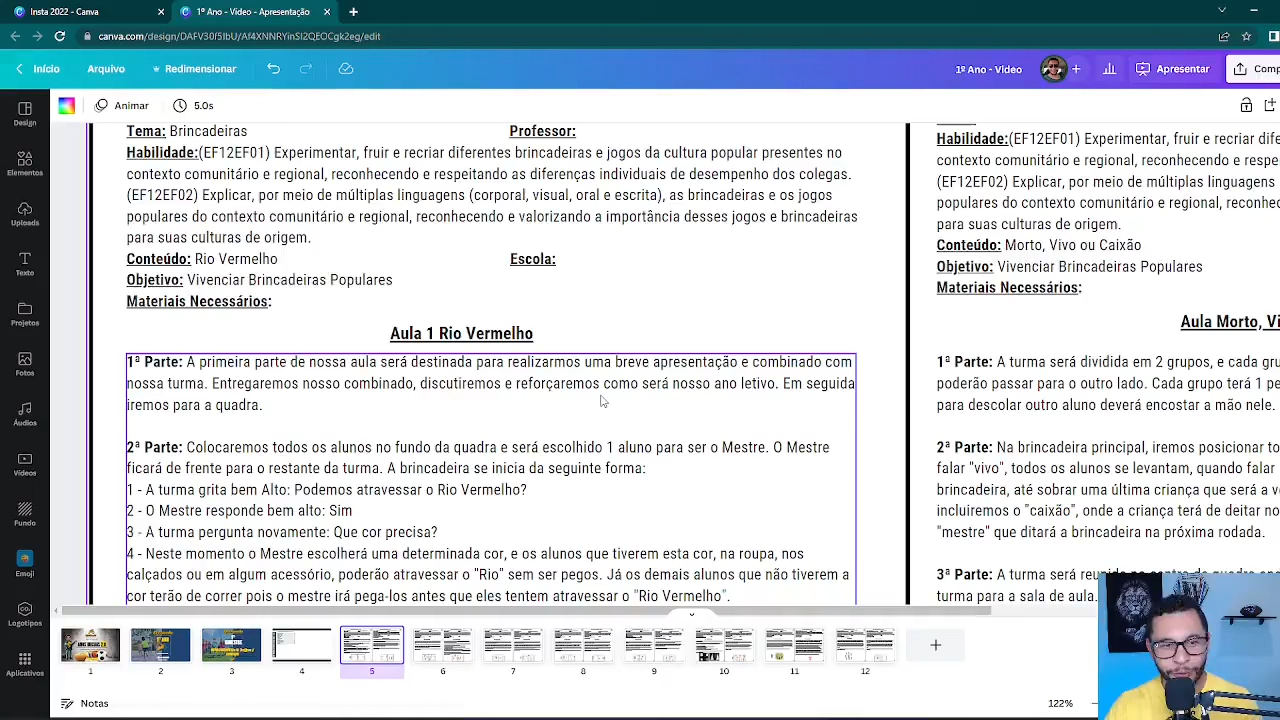 Insta 2022 - Canva
1º Ano - Vídeo - Apresentação
canva.com/design/DAFV30f5IbU/Af4XNNRYinSI2QEOCgk2eg/edit
Início
Arquivo
Redimensionar
1º Ano - Vídeo
Apresentar
Comp
Animar
5.0s
Design
Elementos
Uploads
Texto
Projetos
Fotos
Áudios
Vídeos
Fundo
Emoji
Logotipos
Aplicativos
Tema: Brincadeiras
Professor:
Habilidade:(EF12EF01) Experimentar, fruir e recriar diferentes brincadeiras e jogos da cultura popular presentes no
contexto comunitário e regional, reconhecendo e respeitando as diferenças individuais de desempenho dos colegas.
(EF12EF02) Explicar, por meio de múltiplas linguagens (corporal, visual, oral e escrita), as brincadeiras e os jogos
populares do contexto comunitário e regional, reconhecendo e valorizando a importância desses jogos e brincadeiras
para suas culturas de origem.
Conteúdo: Rio Vermelho
Escola:
Objetivo: Vivenciar Brincadeiras Populares
Materiais Necessários:
Aula 1 Rio Vermelho
1ª Parte: A primeira parte de nossa aula será destinada para realizarmos uma breve apresentação e combinado com
nossa turma. Entregaremos nosso combinado, discutiremos e reforçaremos como será nosso ano letivo. Em seguida
iremos para a quadra.
2ª Parte: Colocaremos todos os alunos no fundo da quadra e será escolhido 1 aluno para ser o Mestre. O Mestre
ficará de frente para o restante da turma. A brincadeira se inicia da seguinte forma:
1 - A turma grita bem Alto: Podemos atravessar o Rio Vermelho?
2 - O Mestre responde bem alto: Sim
3 - A turma pergunta novamente: Que cor precisa?
4 - Neste momento o Mestre escolherá uma determinada cor, e os alunos que tiverem esta cor, na roupa, nos
calçados ou em algum acessório, poderão atravessar o "Rio" sem ser pegos. Já os demais alunos que não tiverem a
cor terão de correr pois o mestre irá pega-los antes que eles tentem atravessar o "Rio Vermelho".
Habilidade:(EF12EF01) Experimentar, fruir e recriar dife
contexto comunitário e regional, reconhecendo e respe
(EF12EF02) Explicar, por meio de múltiplas linguagens
populares do contexto comunitário e regional, reconhec
para suas culturas de origem.
Conteúdo: Morto, Vivo ou Caixão
Objetivo: Vivenciar Brincadeiras Populares
Materiais Necessários:
Aula Morto, Vi
1ª Parte: A turma será dividida em 2 grupos, e cada gru
poderão passar para o outro lado. Cada grupo terá 1 pe
para descolar outro aluno deverá encostar a mão nele.
2ª Parte: Na brincadeira principal, iremos posicionar to
falar "vivo", todos os alunos se levantam, quando falar
brincadeira, até sobrar uma última criança que será a v
incluiremos o "caixão", onde a criança terá de deitar no
"mestre" que ditará a brincadeira na próxima rodada.
3ª Parte: A turma será reu
turma para a sala de aula.
1
2
3
4
5
6
7
8
9
10
11
12
Notas
122%